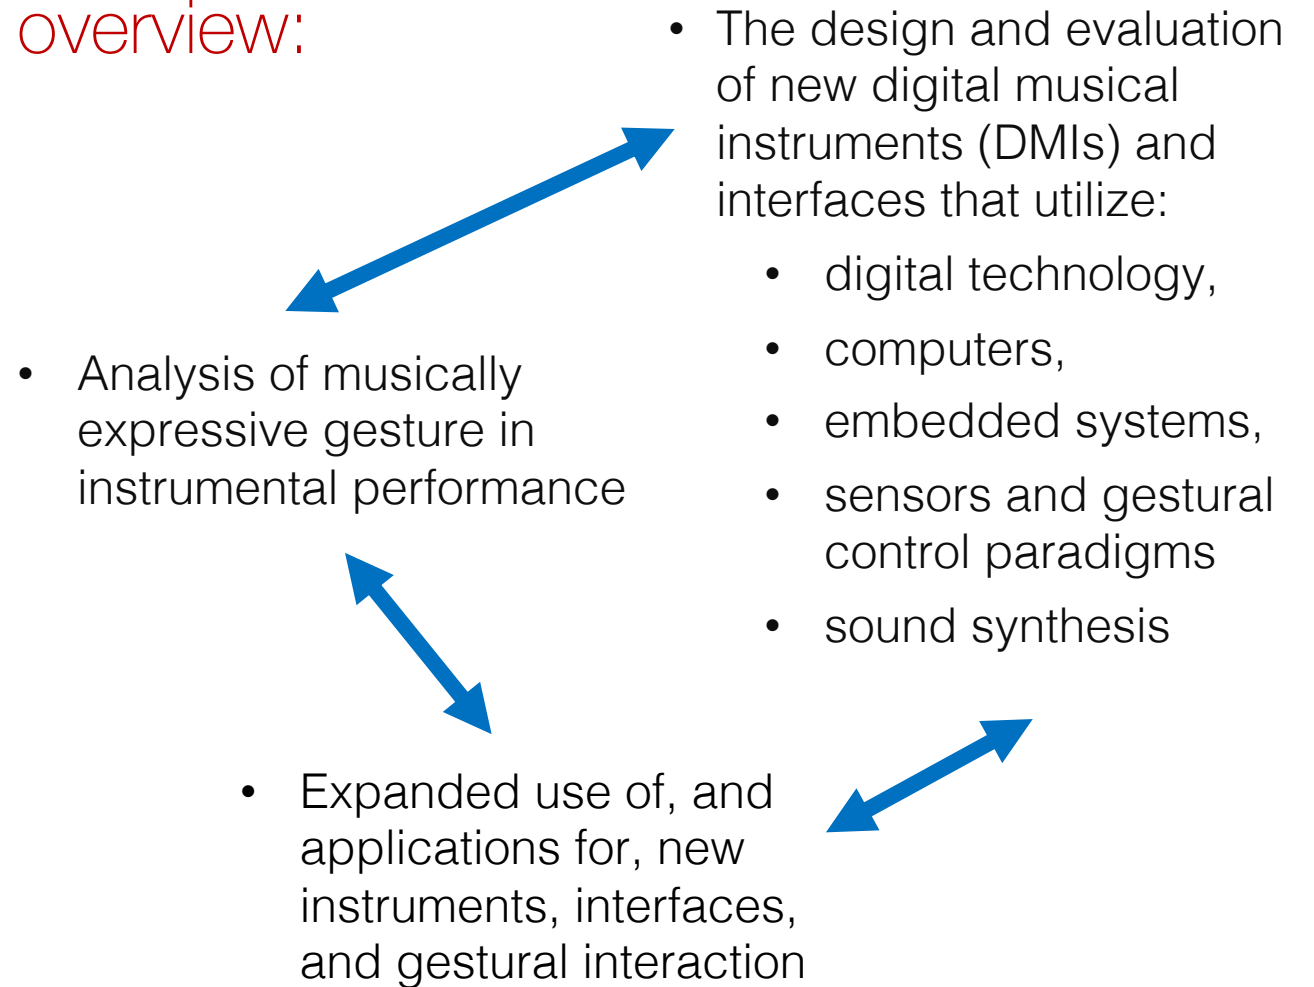 overview:
• The design and evaluation
of new digital musical
instruments (DMIs) and
interfaces that utilize:
• digital technology,
• computers,
• embedded systems,
• sensors and gestural
control paradigms
• sound synthesis
• Analysis of musically
expressive gesture in
instrumental performance
• Expanded use of, and
applications for, new
instruments, interfaces,
and gestural interaction